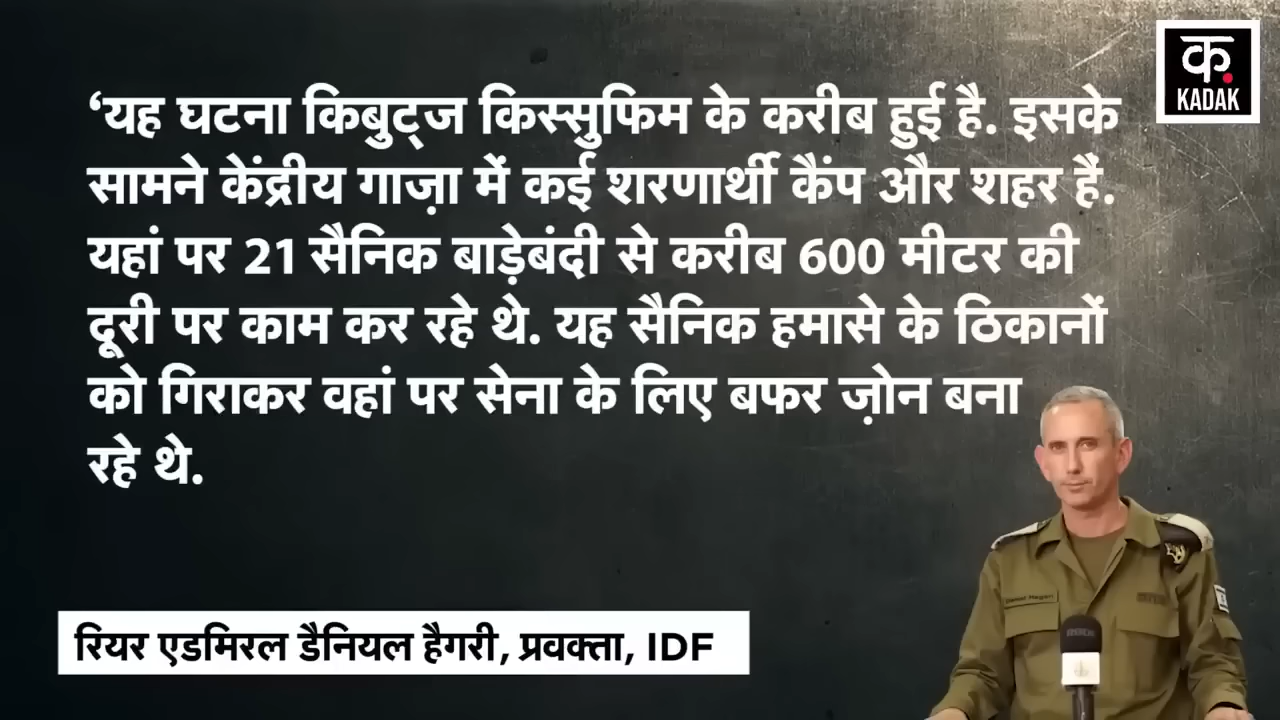 क
KADAK
‘यह घटना किबुट्ज किस्सुफिम के करीब हुई है. इसके
सामने केंद्रीय गाज़ा में कई शरणार्थी कैंप और शहर हैं.
यहां पर 21 सैनिक बाड़ेबंदी से करीब 600 मीटर की
दूरी पर काम कर रहे थे. यह सैनिक हमासे के ठिकानों
को गिराकर वहां पर सेना के लिए बफर ज़ोन बना
रहे थे.
रियर एडमिरल डैनियल हैगरी, प्रवक्ता, IDF